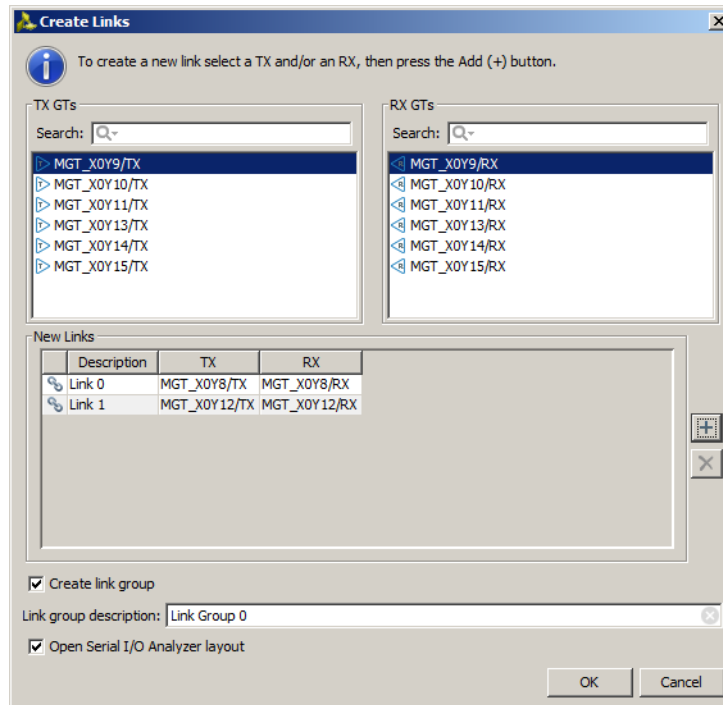 Create Links
To create a new link select a TX and/or an RX, then press the Add (+) button.
TX GTs
Search:
MGT_X0Y9/TX
MGT_X0Y10/TX
MGT_X0Y11/TX
MGT_X0Y13/TX
MGT_X0Y14/TX
MGT_X0Y15/TX
RX GTs
Search:
MGT_X0Y9/RX
MGT_X0Y10/RX
MGT_X0Y11/RX
MGT_X0Y13/RX
MGT_X0Y14/RX
MGT_X0Y15/RX
New Links
Description TX RX
Link 0 MGT_X0Y8/TX MGT_X0Y8/RX
Link 1 MGT_X0Y12/TX MGT_X0Y12/RX
Create link group
Link group description: Link Group 0
Open Serial I/O Analyzer layout
OK Cancel